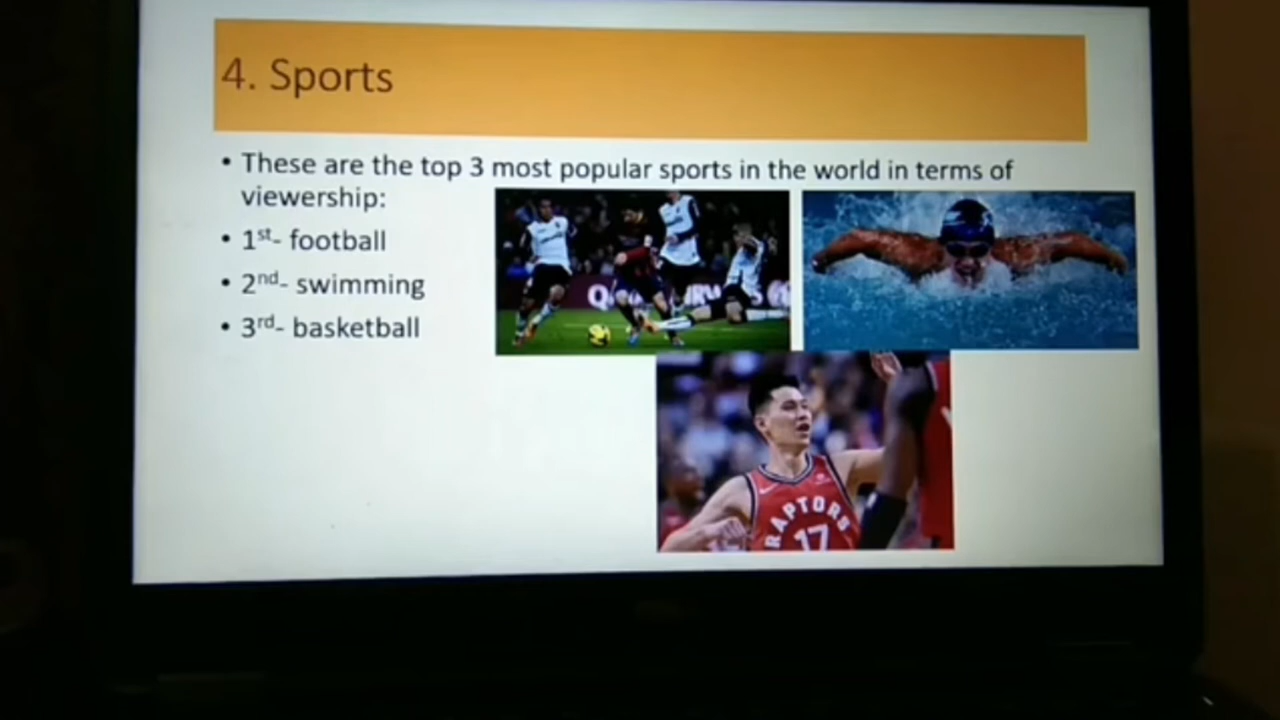 4. Sports
• These are the top 3 most popular sports in the world in terms of
viewership:
• 1st- football
• 2nd- swimming
• 3rd- basketball
RAPTORS
17